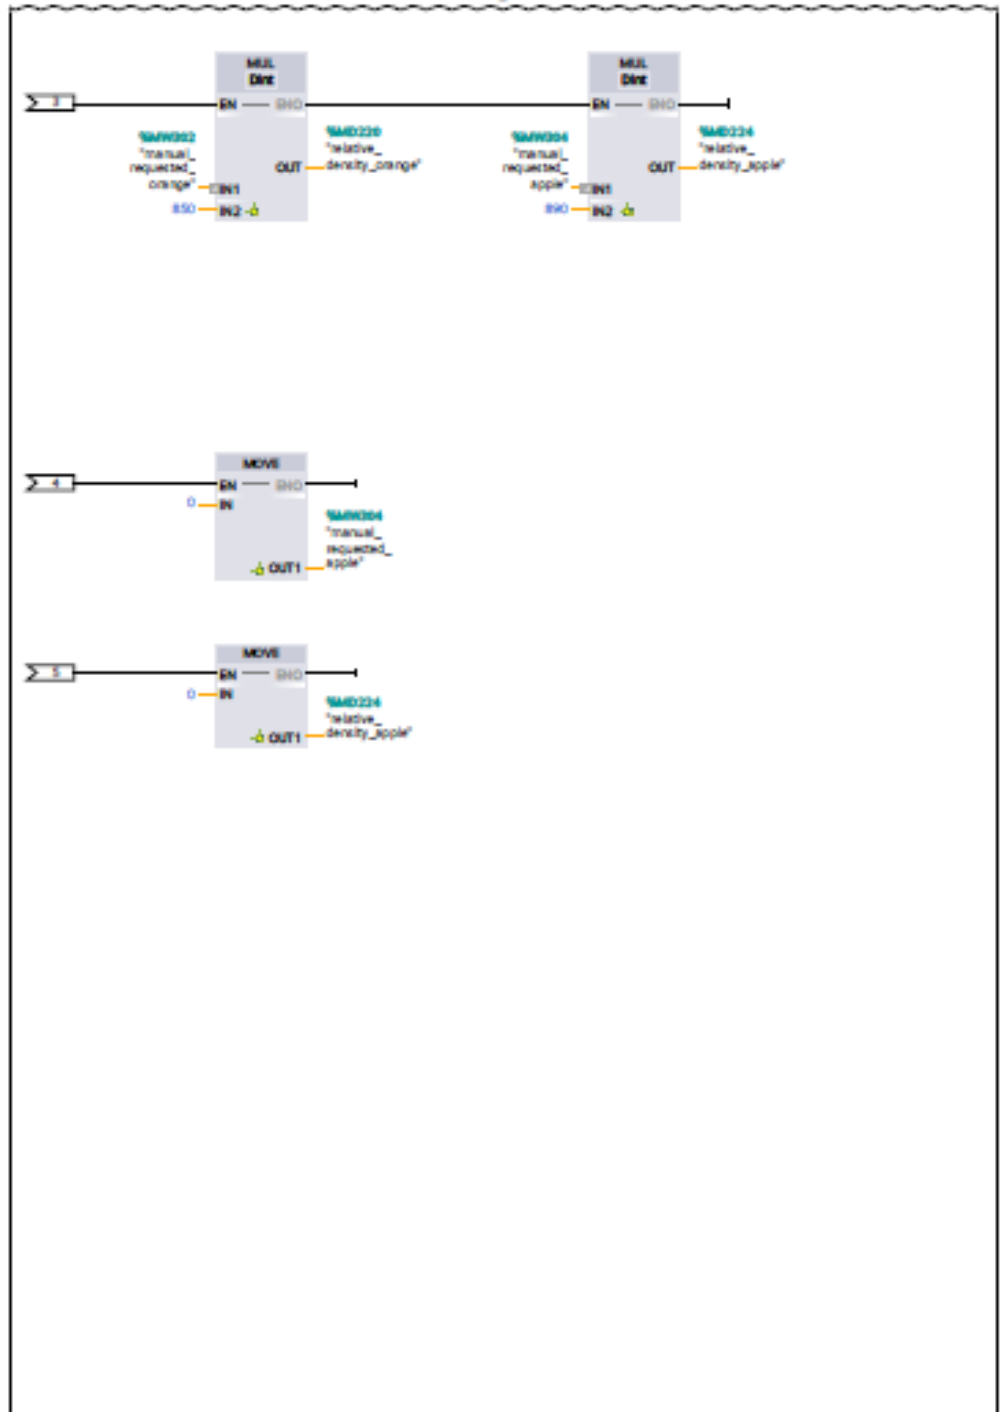 MUL
Dint
MUL
Dint
EN
ENO
EN
ENO
%MW302
"manual_
requested_
orange"
%MD220
"relative_
density_orange"
%MW304
"manual_
requested_
apple"
%MD224
"relative_
density_apple"
OUT
OUT
IN1
IN1
850
IN2
890
IN2
MOVE
4
EN
ENO
0
IN
%MW304
"manual_
requested_
apple"
OUT1
MOVE
5
EN
ENO
0
IN
%MD224
"relative_
density_apple"
OUT1